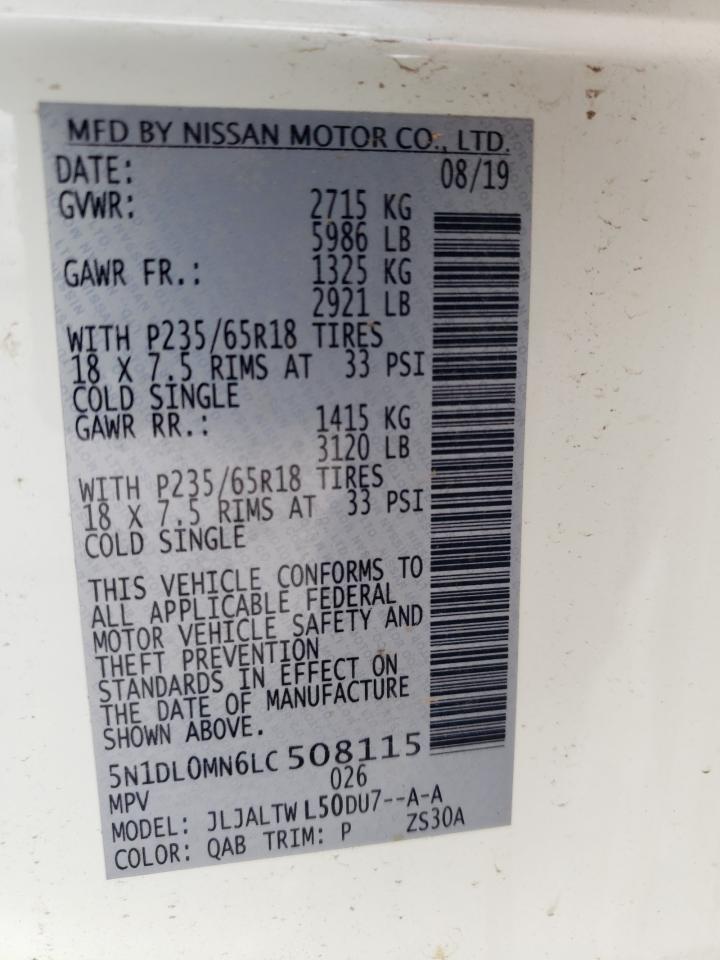 MFD BY NISSAN MOTOR CO., LTD.
DATE: 08/19
GVWR: 2715 KG
5986 LB
GAWR FR.: 1325 KG
2921 LB
WITH P235/65R18 TIRES
18 X 7.5 RIMS AT 33 PSI
COLD SINGLE
GAWR RR.: 1415 KG
3120 LB
WITH P235/65R18 TIRES
18 X 7.5 RIMS AT 33 PSI
COLD SINGLE
THIS VEHICLE CONFORMS TO
ALL APPLICABLE FEDERAL
MOTOR VEHICLE SAFETY AND
THEFT PREVENTION
STANDARDS IN EFFECT ON
THE DATE OF MANUFACTURE
SHOWN ABOVE.
5N1DL0MN6LC 508115
MPV 026
MODEL: JLJALTW L50DU7--A-A
COLOR: QAB TRIM: P ZS30A